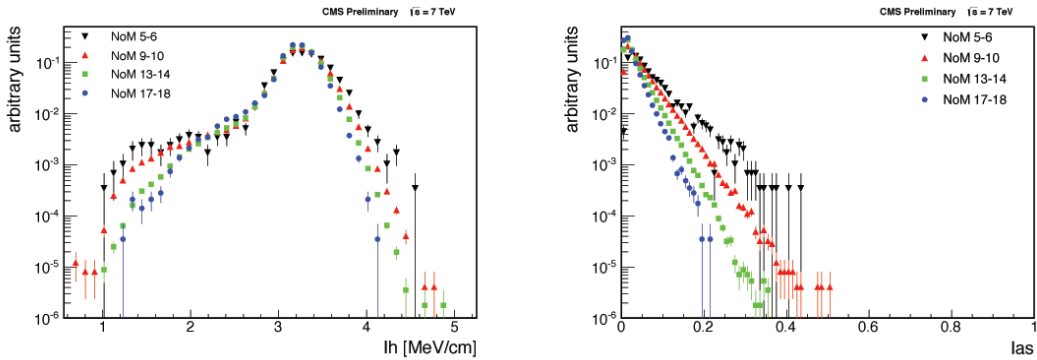 CMS Preliminary √s = 7 TeV
arbitrary units
NoM 5-6
NoM 9-10
NoM 13-14
NoM 17-18
10⁻¹
10⁻²
10⁻³
10⁻⁴
10⁻⁵
10⁻⁶
1 2 3 4 5
Ih [MeV/cm]
CMS Preliminary √s = 7 TeV
arbitrary units
NoM 5-6
NoM 9-10
NoM 13-14
NoM 17-18
10⁻¹
10⁻²
10⁻³
10⁻⁴
10⁻⁵
10⁻⁶
0 0.2 0.4 0.6 0.8 1
Ias